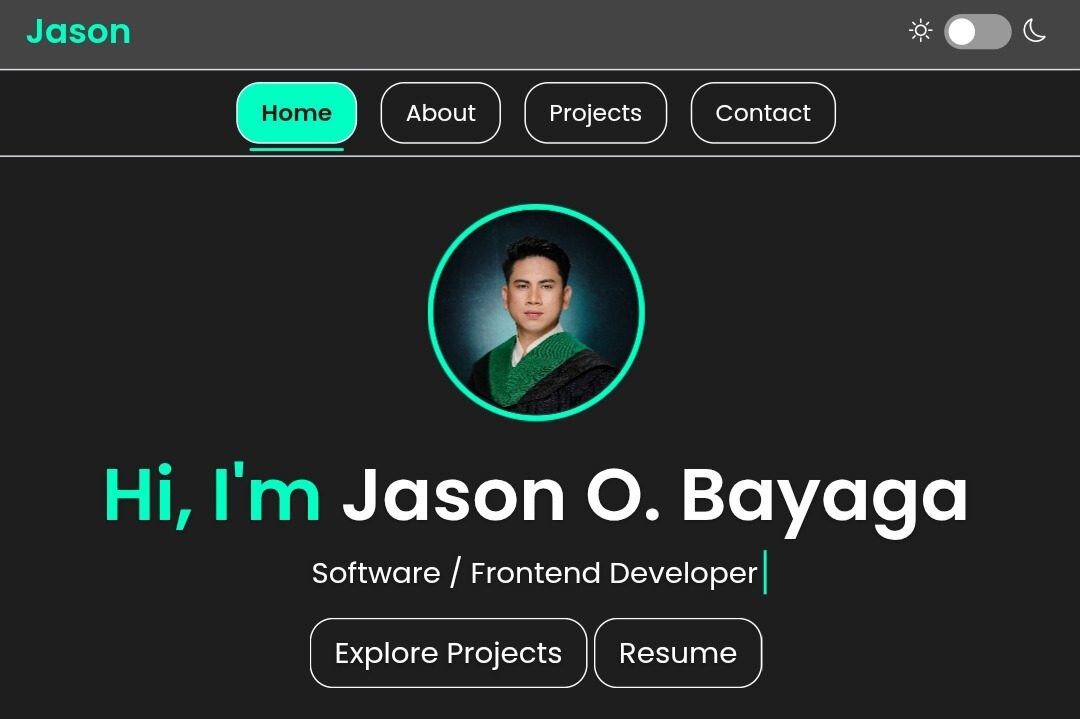 Jason
Home About Projects Contact
Hi, I'm Jason O. Bayaga
Software / Frontend Developer
Explore Projects Resume